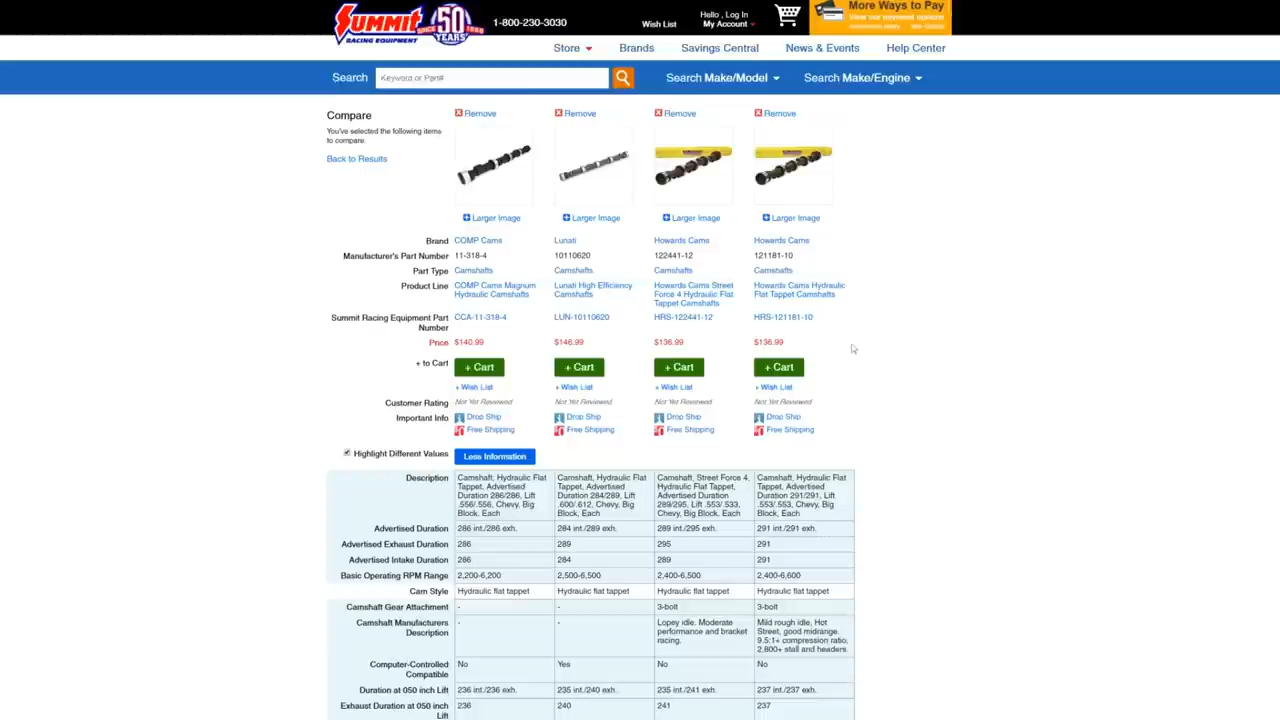 SUMMIT
RACING EQUIPMENT
SINCE 1968
50
YEARS
1-800-230-3030
Wish List
Hello , Log In
My Account
More Ways to Pay
View our payment options
Store
Brands
Savings Central
News & Events
Help Center
Search
Keyword or Part#
Search Make/Model
Search Make/Engine
Compare
You've selected the following items
to compare.
Back to Results
Remove Remove Remove Remove
Larger Image Larger Image Larger Image Larger Image
Brand COMP Cams Lunati Howards Cams Howards Cams
Manufacturer's Part Number 11-318-4 10110620 122441-12 121181-10
Part Type Camshafts Camshafts Camshafts Camshafts
Product Line COMP Cams Magnum Lunati High Efficiency Howards Cams Street Howards Cams Hydraulic
Hydraulic Camshafts Camshafts Force 4 Hydraulic Flat Flat Tappet Camshafts
Tappet Camshafts
Summit Racing Equipment Part CCA-11-318-4 LUN-10110620 HRS-122441-12 HRS-121181-10
Number
Price $140.99 $146.99 $136.99 $136.99
+ to Cart + Cart + Cart + Cart + Cart
+ Wish List + Wish List + Wish List + Wish List
Customer Rating Not Yet Reviewed Not Yet Reviewed Not Yet Reviewed Not Yet Reviewed
Important Info Drop Ship Drop Ship Drop Ship Drop Ship
Free Shipping Free Shipping Free Shipping Free Shipping
Highlight Different Values Less Information
Description Camshaft, Hydraulic Flat Camshaft, Hydraulic Flat Camshaft, Street Force 4, Camshaft, Hydraulic Flat
Tappet, Advertised Tappet, Advertised Hydraulic Flat Tappet, Tappet, Advertised
Duration 286/286, Lift Duration 284/289, Lift Advertised Duration Duration 291/291, Lift
.556/.556, Chevy, Big .600/.612, Chevy, Big 289/295, Lift .553/.533, .553/.553, Chevy, Big
Block, Each Block, Each Chevy, Big Block, Each Block, Each
Advertised Duration 286 int./286 exh. 284 int./289 exh. 289 int./295 exh. 291 int./291 exh.
Advertised Exhaust Duration 286 289 295 291
Advertised Intake Duration 286 284 289 291
Basic Operating RPM Range 2,200-6,200 2,500-6,500 2,400-6,500 2,400-6,600
Cam Style Hydraulic flat tappet Hydraulic flat tappet Hydraulic flat tappet Hydraulic flat tappet
Camshaft Gear Attachment - - 3-bolt 3-bolt
Camshaft Manufacturers - - Lopey idle. Moderate Mild rough idle, Hot
Description performance and bracket Street, good midrange.
racing. 9.5:1+ compression ratio,
2,800+ stall and headers.
Computer-Controlled No Yes No No
Compatible
Duration at 050 inch Lift 236 int./236 exh. 235 int./240 exh. 235 int./241 exh. 237 int./237 exh.
Exhaust Duration at 050 inch 236 240 241 237
Lift